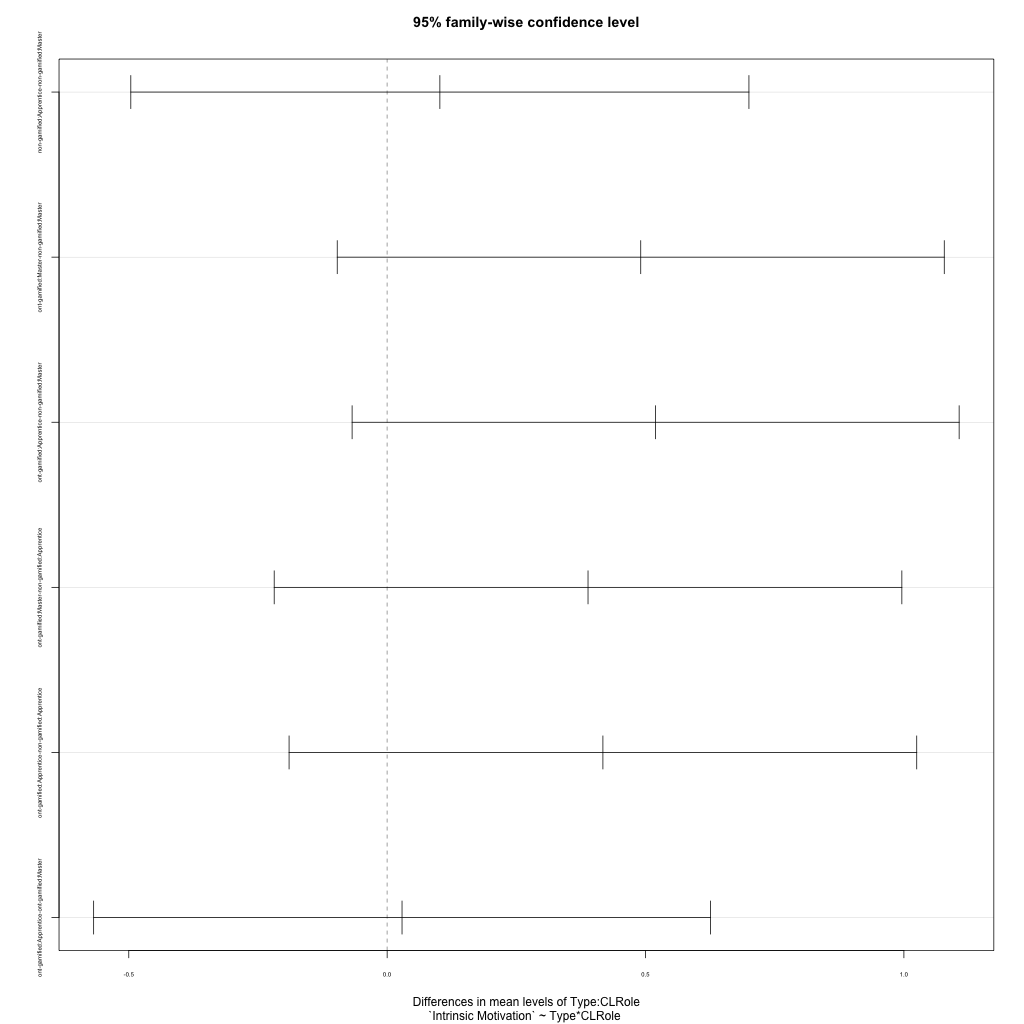 95% family-wise confidence level
non-gamified:Apprentice-non-gamified:Master
ont-gamified:Master-non-gamified:Master
ont-gamified:Apprentice-non-gamified:Master
ont-gamified:Master-non-gamified:Apprentice
ont-gamified:Apprentice-non-gamified:Apprentice
ont-gamified:Apprentice-ont-gamified:Master
-0.5 0.0 0.5 1.0
Differences in mean levels of Type:CLRole
`Intrinsic Motivation` ~ Type*CLRole